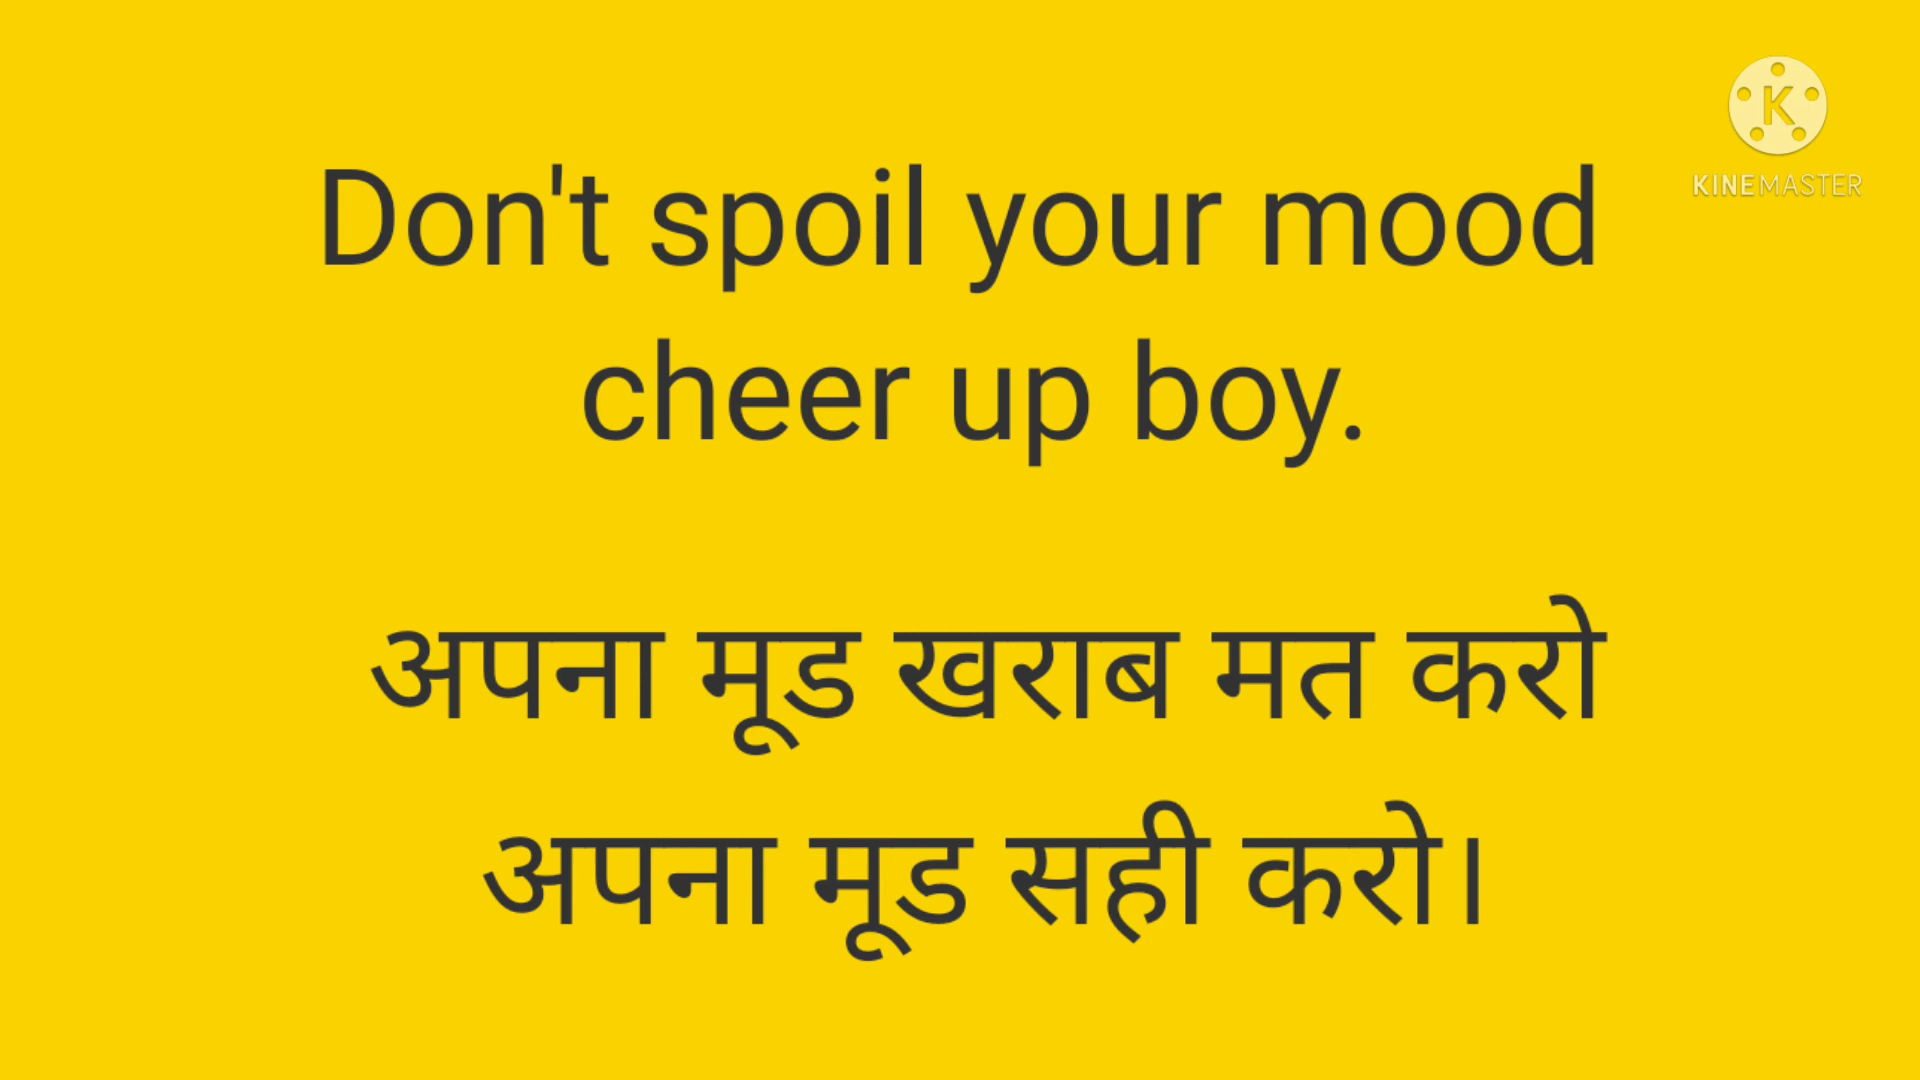 K
KINEMASTER
Don't spoil your mood
cheer up boy.
अपना मूड खराब मत करो
अपना मूड सही करो।